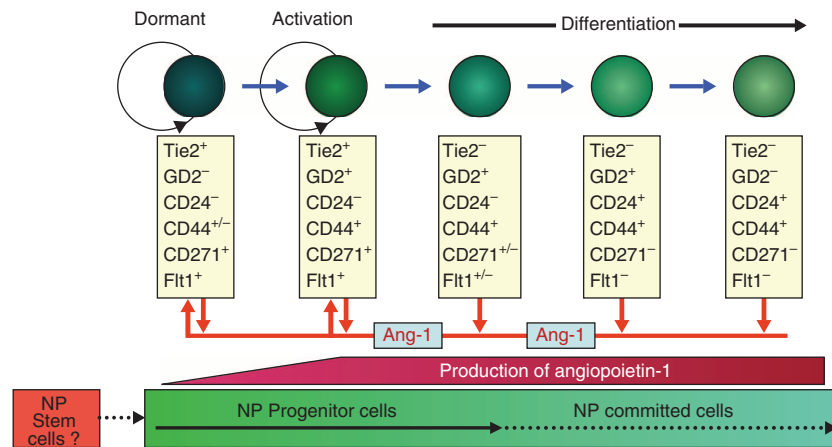 Dormant
Activation
Differentiation
Tie2⁺
GD2⁻
CD24⁻
CD44⁺/⁻
CD271⁺
Flt1⁺
Tie2⁺
GD2⁺
CD24⁻
CD44⁺
CD271⁺
Flt1⁺
Tie2⁻
GD2⁺
CD24⁻
CD44⁺
CD271⁺/⁻
Flt1⁺/⁻
Tie2⁻
GD2⁺
CD24⁺
CD44⁺
CD271⁻
Flt1⁻
Tie2⁻
GD2⁻
CD24⁺
CD44⁺
CD271⁻
Flt1⁻
Ang-1
Ang-1
Production of angiopoietin-1
NP
Stem
cells ?
NP Progenitor cells
NP committed cells